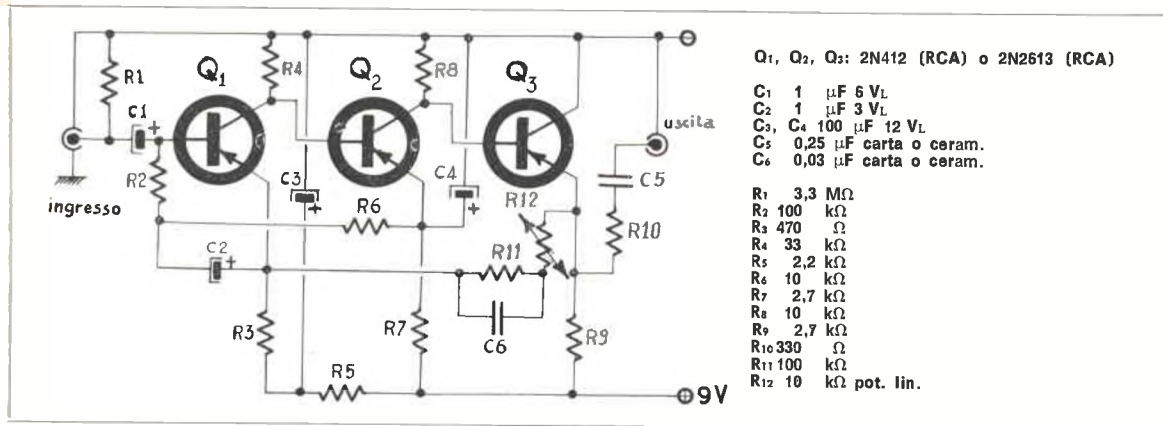 R1
C1
+
Q1
R4
Q2
R8
Q3
uscita
R2
ingresso
C3
+
C4
+
R12
C5
R6
R10
C2
+
R11
R3
R7
C6
R9
R5
9V
Q1, Q2, Q3: 2N412 (RCA) o 2N2613 (RCA)
C1 1 µF 6 VL
C2 1 µF 3 VL
C3, C4 100 µF 12 VL
C5 0,25 µF carta o ceram.
C6 0,03 µF carta o ceram.
R1 3,3 MΩ
R2 100 kΩ
R3 470 Ω
R4 33 kΩ
R5 2,2 kΩ
R6 10 kΩ
R7 2,7 kΩ
R8 10 kΩ
R9 2,7 kΩ
R10 330 Ω
R11 100 kΩ
R12 10 kΩ pot. lin.